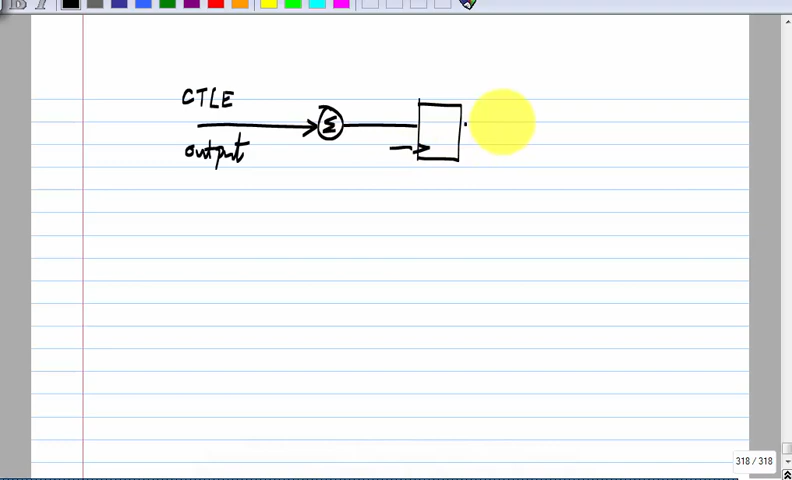 B I
CTLE
Σ
output
318 / 318